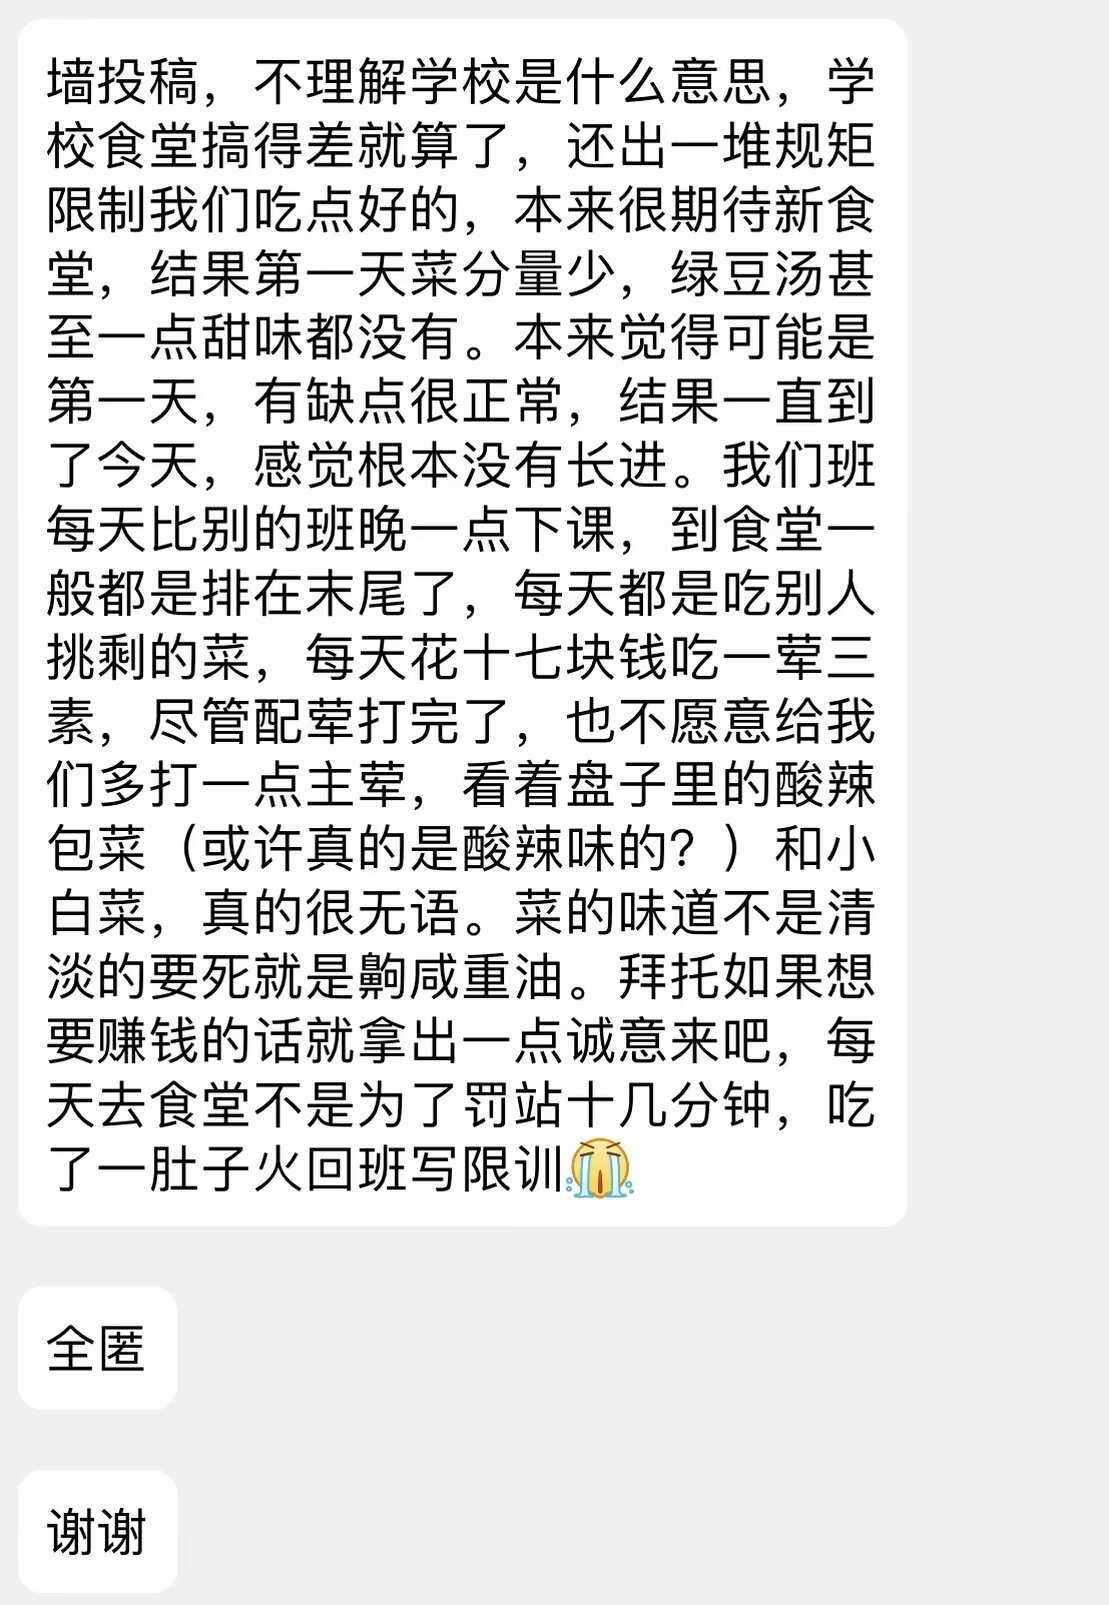 墙投稿，不理解学校是什么意思，学
校食堂搞得差就算了，还出一堆规矩
限制我们吃点好的，本来很期待新食
堂，结果第一天菜分量少，绿豆汤甚
至一点甜味都没有。本来觉得可能是
第一天，有缺点很正常，结果一直到
了今天，感觉根本没有长进。我们班
每天比别的班晚一点下课，到食堂一
般都是排在末尾了，每天都是吃别人
挑剩的菜，每天花十七块钱吃一荤三
素，尽管配荤打完了，也不愿意给我
们多打一点主荤，看着盘子里的酸辣
包菜（或许真的是酸辣味的？）和小
白菜，真的很无语。菜的味道不是清
淡的要死就是齁咸重油。拜托如果想
要赚钱的话就拿出一点诚意来吧，每
天去食堂不是为了罚站十几分钟，吃
了一肚子火回班写限训😭
全匿
谢谢